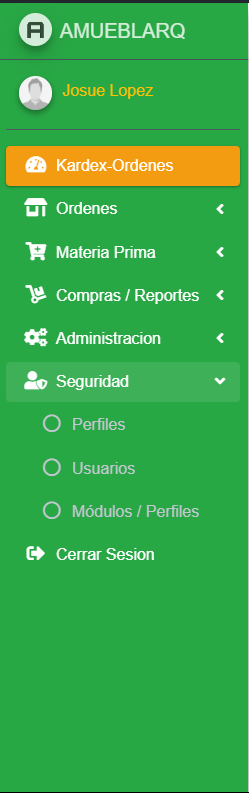 AMUEBLARQ
Josue Lopez
Kardex-Ordenes
Ordenes
Materia Prima
Compras / Reportes
Administracion
Seguridad
Perfiles
Usuarios
Módulos / Perfiles
Cerrar Sesion